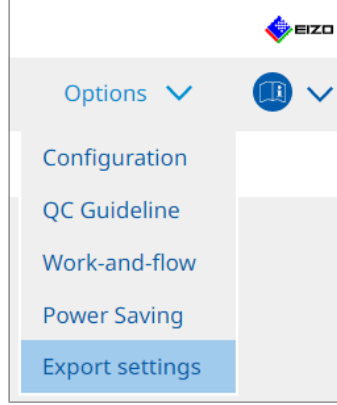 EIZO
Options
Configuration
QC Guideline
Work-and-flow
Power Saving
Export settings